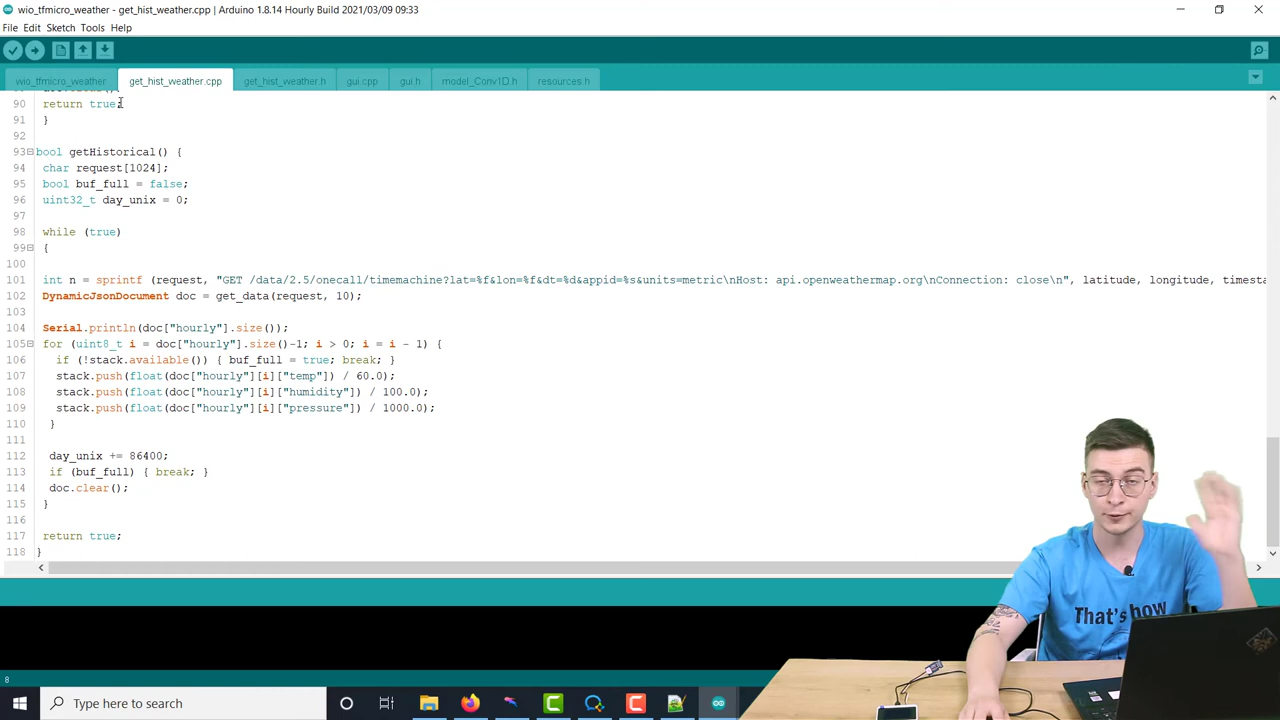 wio_tfmicro_weather - get_hist_weather.cpp | Arduino 1.8.14 Hourly Build 2021/03/09 09:33
File Edit Sketch Tools Help
wio_tfmicro_weather get_hist_weather.cpp get_hist_weather.h gui.cpp gui.h model_Conv1D.h resources.h
90 return true;
91 }
92
93 bool getHistorical() {
94 char request[1024];
95 bool buf_full = false;
96 uint32_t day_unix = 0;
97
98 while (true)
99 {
100
101 int n = sprintf (request, "GET /data/2.5/onecall/timemachine?lat=%f&lon=%f&dt=%d&appid=%s&units=metric\nHost: api.openweathermap.org\nConnection: close\n", latitude, longitude, timesta
102 DynamicJsonDocument doc = get_data(request, 10);
103
104 Serial.println(doc["hourly"].size());
105 for (uint8_t i = doc["hourly"].size()-1; i > 0; i = i - 1) {
106 if (!stack.available()) { buf_full = true; break; }
107 stack.push(float(doc["hourly"][i]["temp"]) / 60.0);
108 stack.push(float(doc["hourly"][i]["humidity"]) / 100.0);
109 stack.push(float(doc["hourly"][i]["pressure"]) / 1000.0);
110 }
111
112 day_unix += 86400;
113 if (buf_full) { break; }
114 doc.clear();
115 }
116
117 return true;
118 }
That's how
8
Type here to search